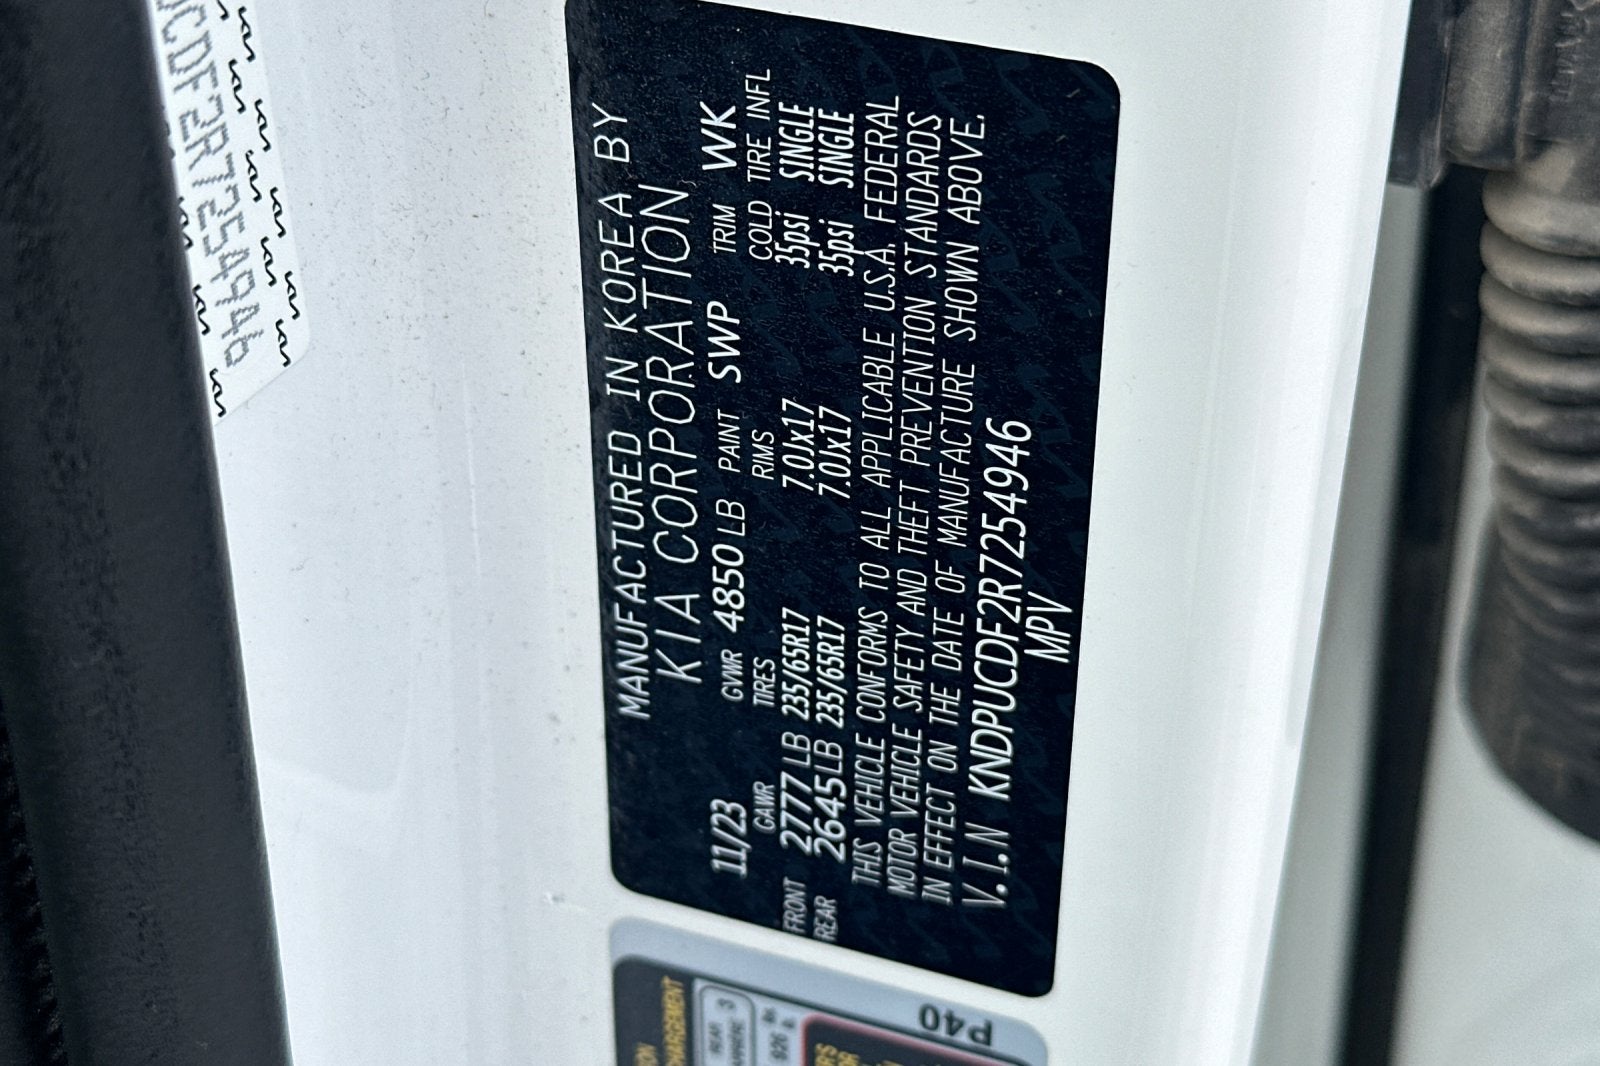 MANUFACTURED IN KOREA BY
KIA CORPORATION
11/23 GVWR 4850 LB PAINT SWP TRIM WK
GAWR TIRES RIMS COLD TIRE INFL
FRONT 2777 LB 235/65R17 7.0Jx17 35psi SINGLE
REAR 2645 LB 235/65R17 7.0Jx17 35psi SINGLE
THIS VEHICLE CONFORMS TO ALL APPLICABLE U.S.A. FEDERAL
MOTOR VEHICLE SAFETY AND THEFT PREVENTION STANDARDS
IN EFFECT ON THE DATE OF MANUFACTURE SHOWN ABOVE.
V.I.N KNDPUCDF2R7254946
MPV
CDF2R7254946
P40
REAR
3
926